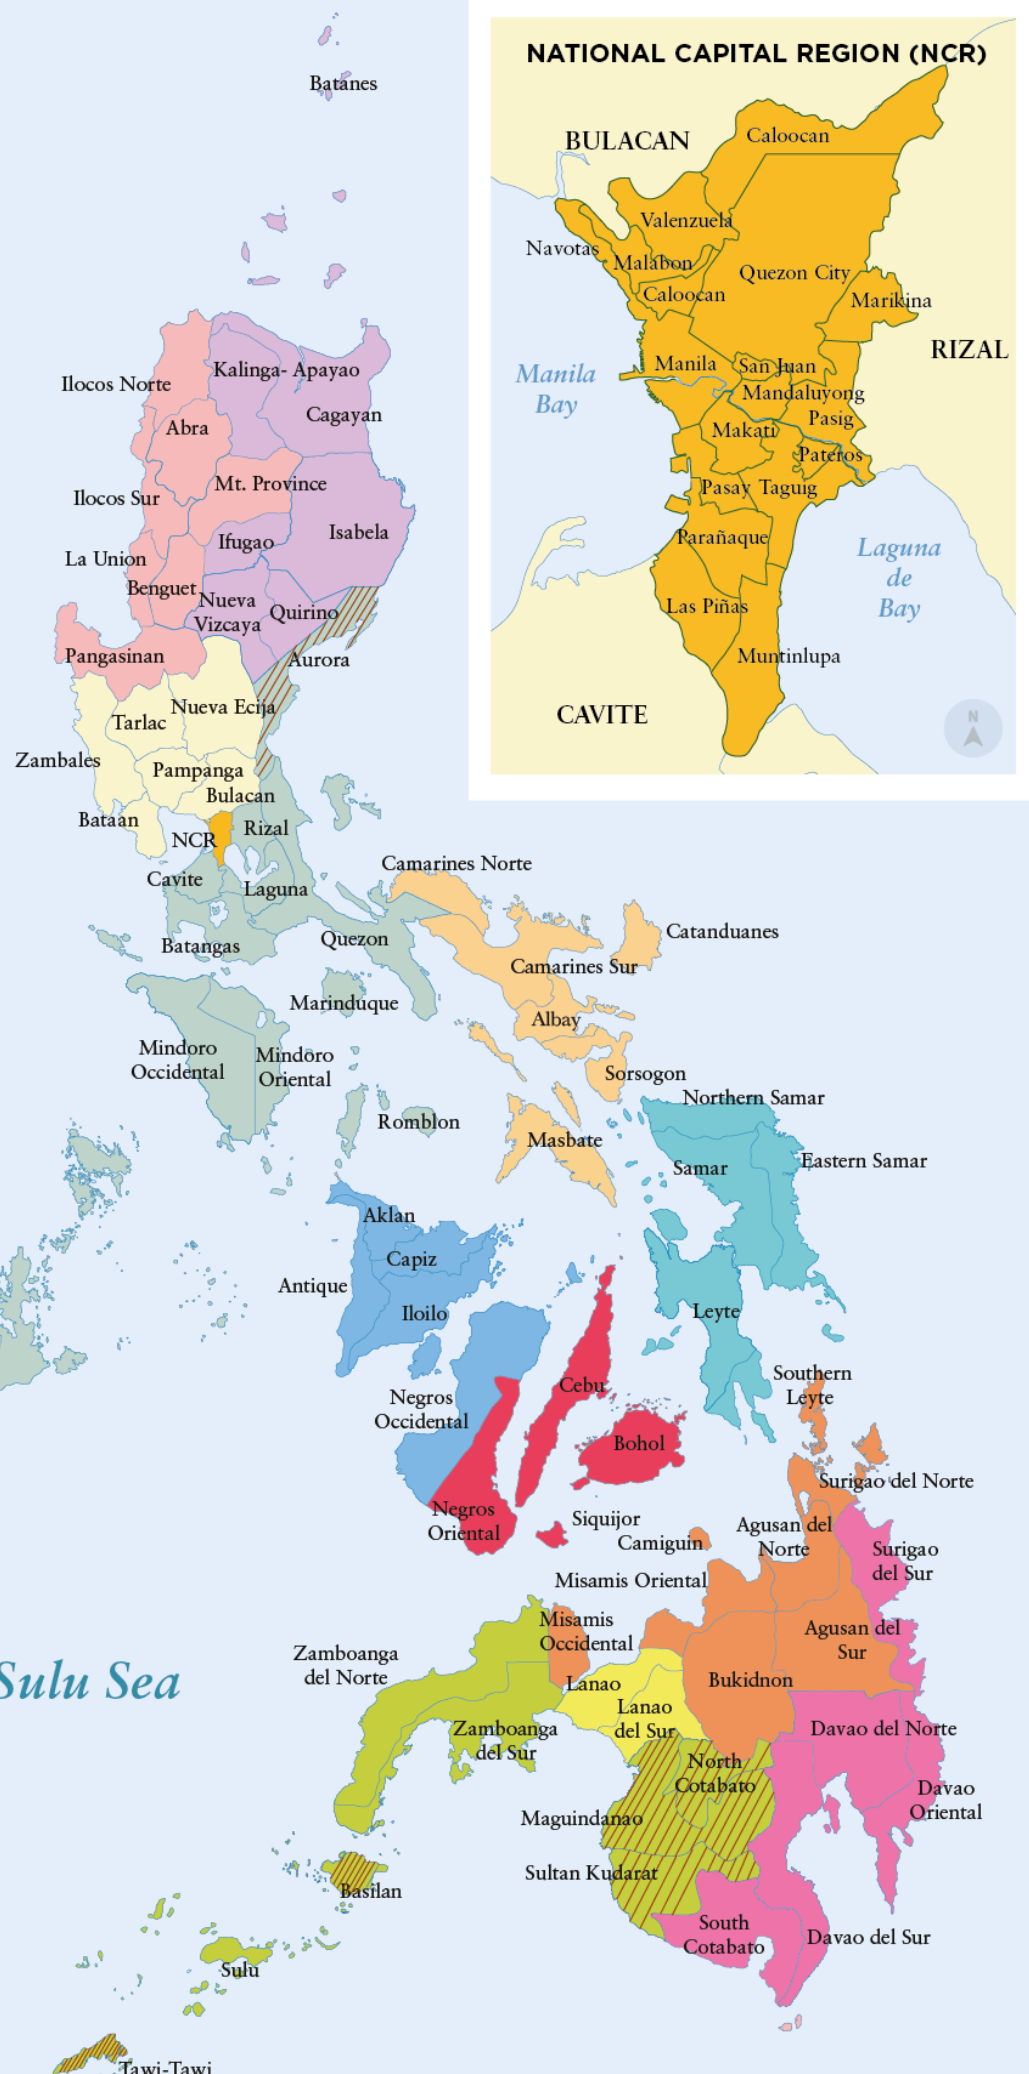 Batanes
NATIONAL CAPITAL REGION (NCR)
BULACAN
Caloocan
Valenzuela
Navotas
Malabon
Quezon City
Caloocan
Marikina
RIZAL
Manila
Bay
Manila
San Juan
Mandaluyong
Pasig
Makati
Pateros
Pasay
Taguig
Parañaque
Laguna
de
Bay
Las Piñas
Muntinlupa
CAVITE
N
Ilocos Norte
Kalinga- Apayao
Abra
Cagayan
Ilocos Sur
Mt. Province
Isabela
Ifugao
La Union
Benguet
Nueva
Vizcaya
Quirino
Pangasinan
Aurora
Nueva Ecija
Tarlac
Zambales
Pampanga
Bulacan
Bataan
NCR
Rizal
Cavite
Laguna
Camarines Norte
Batangas
Quezon
Catanduanes
Camarines Sur
Marinduque
Albay
Mindoro
Occidental
Mindoro
Oriental
Sorsogon
Romblon
Masbate
Northern Samar
Samar
Eastern Samar
Aklan
Capiz
Antique
Iloilo
Leyte
Negros
Occidental
Cebu
Southern
Leyte
Bohol
Negros
Oriental
Siquijor
Surigao del Norte
Camiguin
Agusan del
Norte
Surigao
del Sur
Misamis Oriental
Misamis
Occidental
Agusan del
Sur
Zamboanga
del Norte
Sulu Sea
Lanao
Bukidnon
Lanao
del Sur
Zamboanga
del Sur
Davao del Norte
North
Cotabato
Davao
Oriental
Maguindanao
Sultan Kudarat
Basilan
South
Cotabato
Davao del Sur
Sulu
Tawi-Tawi